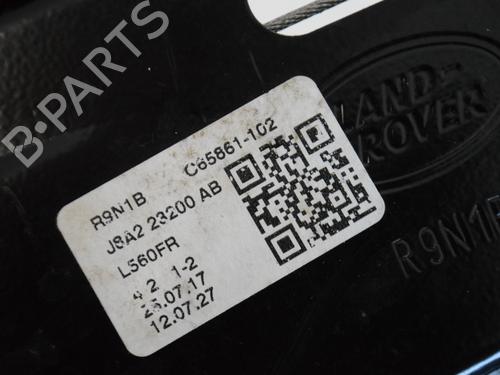 B-PARTS
R9N1B C65861-102
J8A2 23200 AB
L560FR
4 2 1-2
26.07.17
12.07.27
LAND-
ROVER
R9N1B